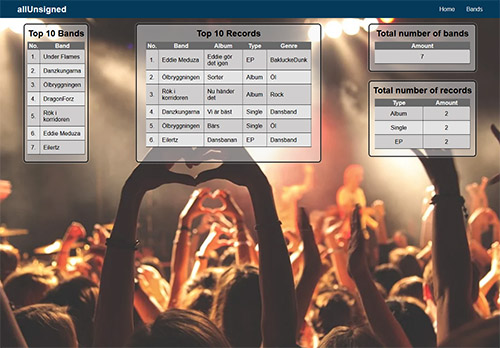 allUnsigned
Home Bands
Top 10 Bands
No. Band
1. Under Flames
2. Danzkungarna
3. Ölbryggningen
4. DragonForz
5. Rök i
korridoren
6. Eddie Meduza
7. Eilertz
Top 10 Records
No. Band Album Type Genre
1. Eddie Meduza Eddie gör
det igen EP BakluckeDunk
2. Ölbryggningen Sorter Album Öl
3. Rök i
korridoren Nu händer
det Album Rock
4. Danzkungarna Vi är bäst Single Dansband
5. Ölbryggningen Bärs Single Öl
6. Eilertz Dansbanan EP Dansband
Total number of bands
Amount
7
Total number of records
Type Amount
Album 2
Single 2
EP 2